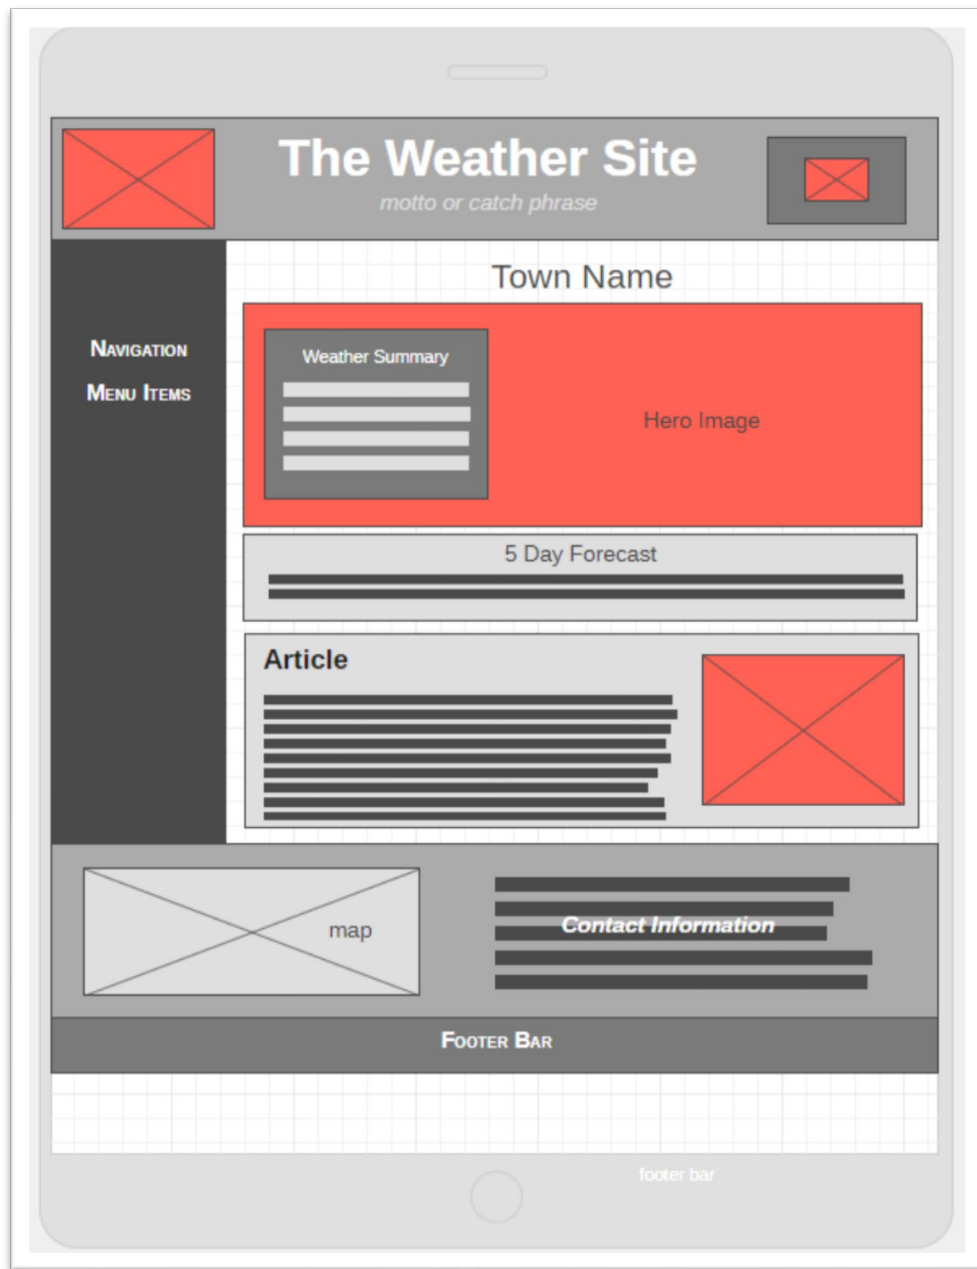 The Weather Site
motto or catch phrase
Town Name
Navigation
Menu Items
Weather Summary
Hero Image
5 Day Forecast
Article
map
Contact Information
Footer Bar
footer bar